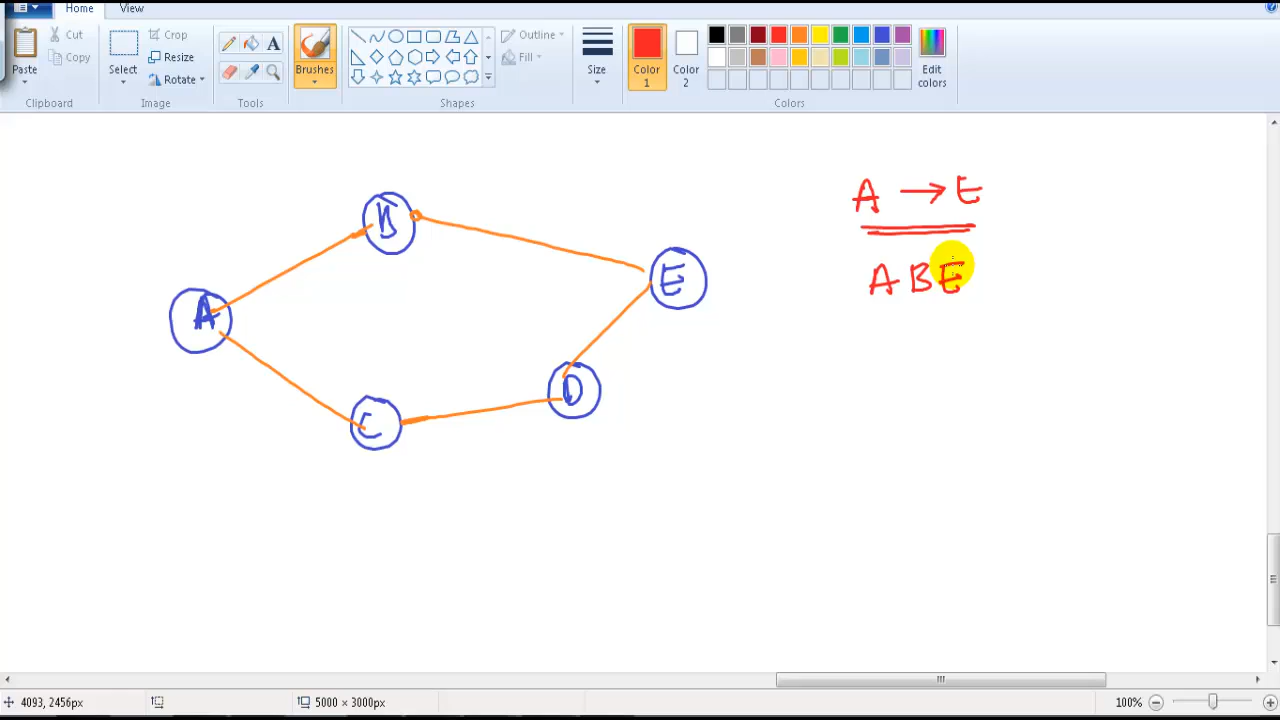 Home View
Cut
Copy
Paste
Select
Crop
Resize
Rotate
A
Brushes
Outline
Fill
Size
Color 1
Color 2
Edit colors
Clipboard Image Tools Shapes Colors
A → E
B
A B E
E
A
D
C
4093, 2456px 5000 × 3000px 100%